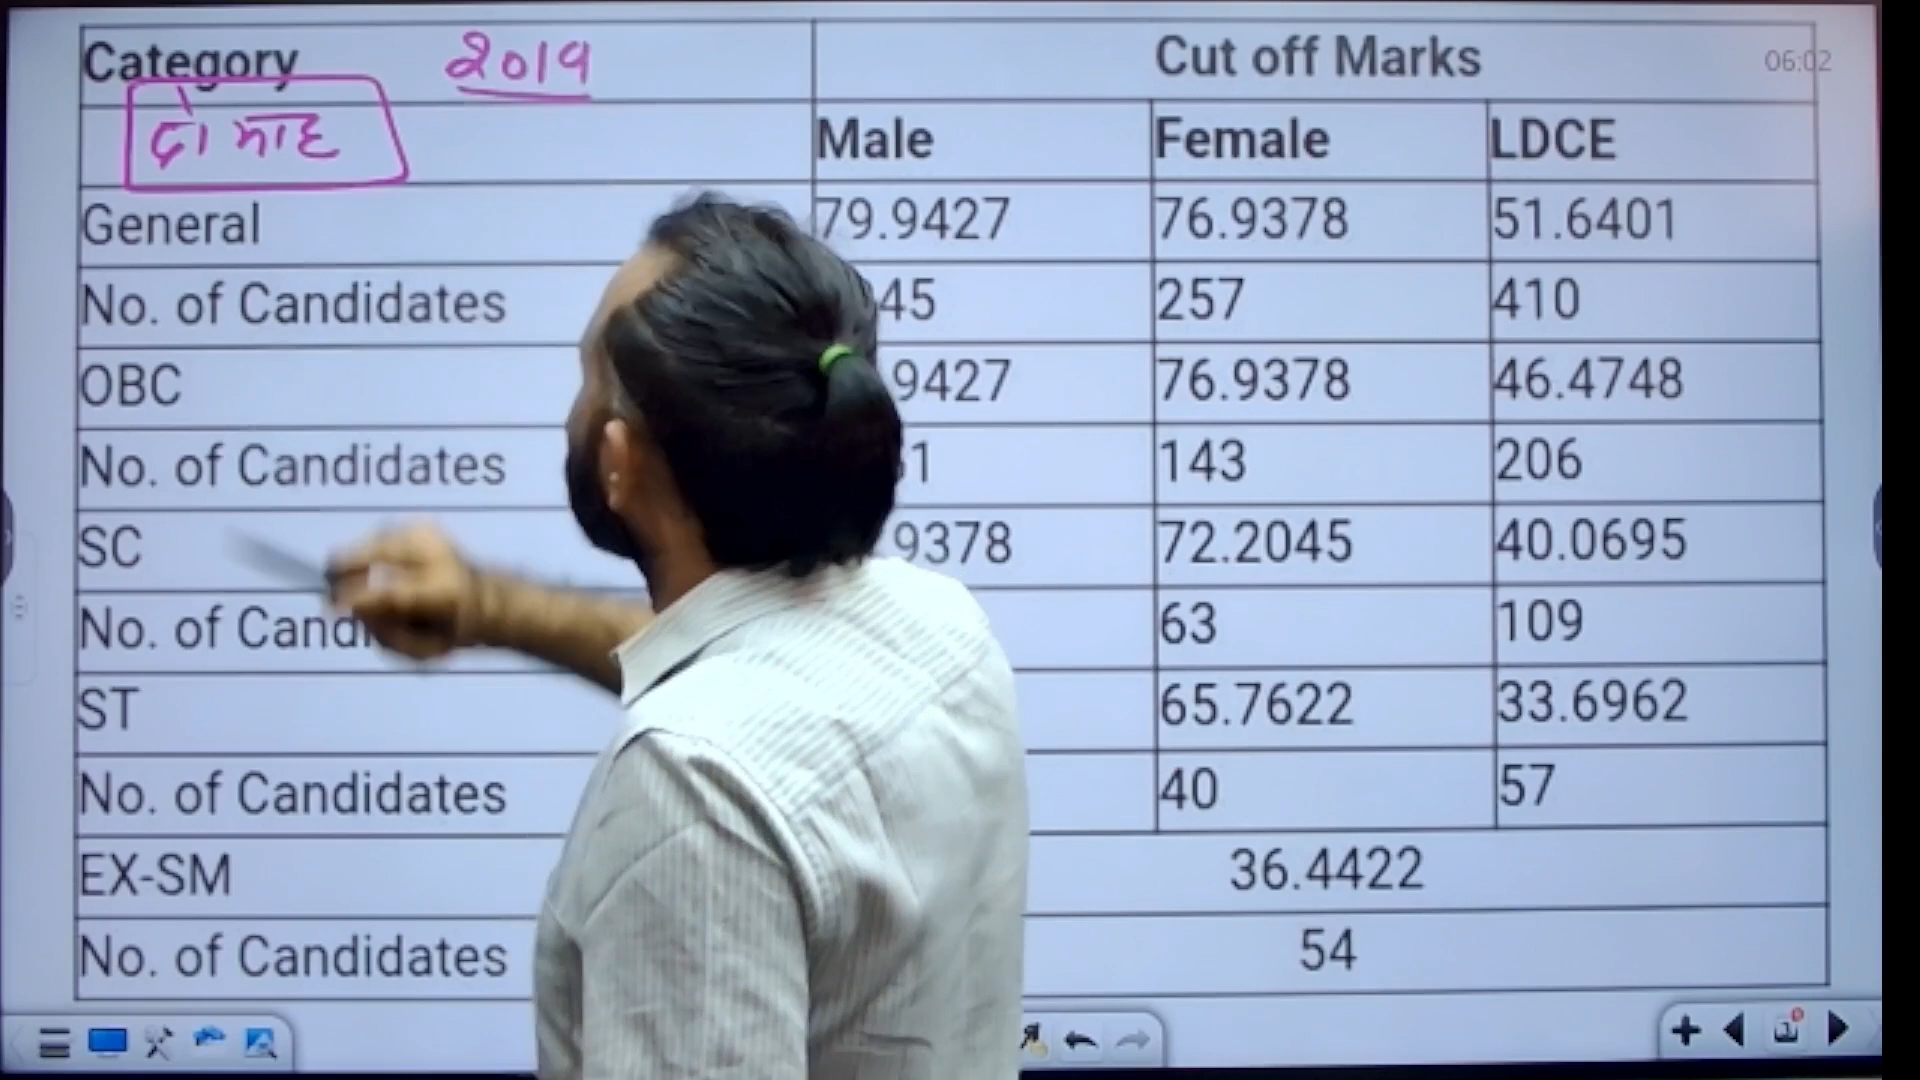 Category 2019 Cut off Marks 06:02
दो माह Male Female LDCE
General 79.9427 76.9378 51.6401
No. of Candidates 45 257 410
OBC 9427 76.9378 46.4748
No. of Candidates 1 143 206
SC 9378 72.2045 40.0695
No. of 63 109
ST 65.7622 33.6962
No. of Candidates 40 57
EX-SM 36.4422
No. of Candidates 54